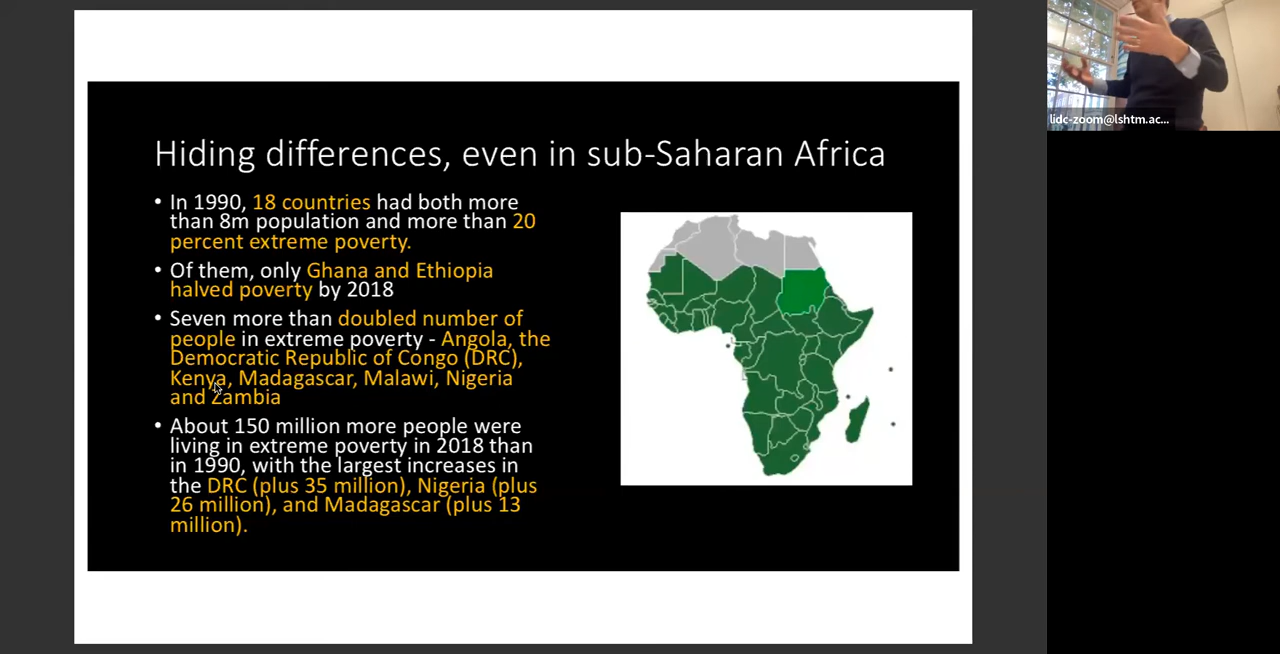 Hiding differences, even in sub-Saharan Africa
• In 1990, 18 countries had both more
than 8m population and more than 20
percent extreme poverty.
• Of them, only Ghana and Ethiopia
halved poverty by 2018
• Seven more than doubled number of
people in extreme poverty - Angola, the
Democratic Republic of Congo (DRC),
Kenya, Madagascar, Malawi, Nigeria
and Zambia
• About 150 million more people were
living in extreme poverty in 2018 than
in 1990, with the largest increases in
the DRC (plus 35 million), Nigeria (plus
26 million), and Madagascar (plus 13
million).
lidc-zoom@lshtm.ac...